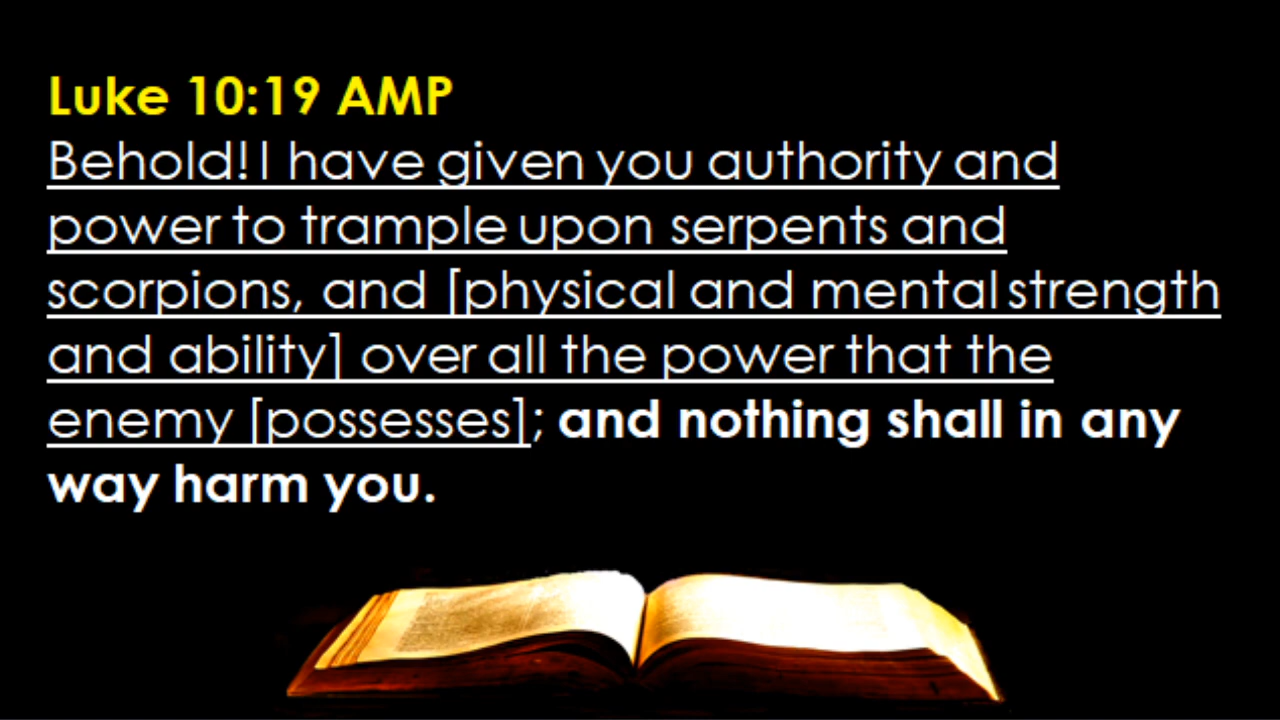 Luke 10:19 AMP
Behold! I have given you authority and
power to trample upon serpents and
scorpions, and [physical and mental strength
and ability] over all the power that the
enemy [possesses]; and nothing shall in any
way harm you.